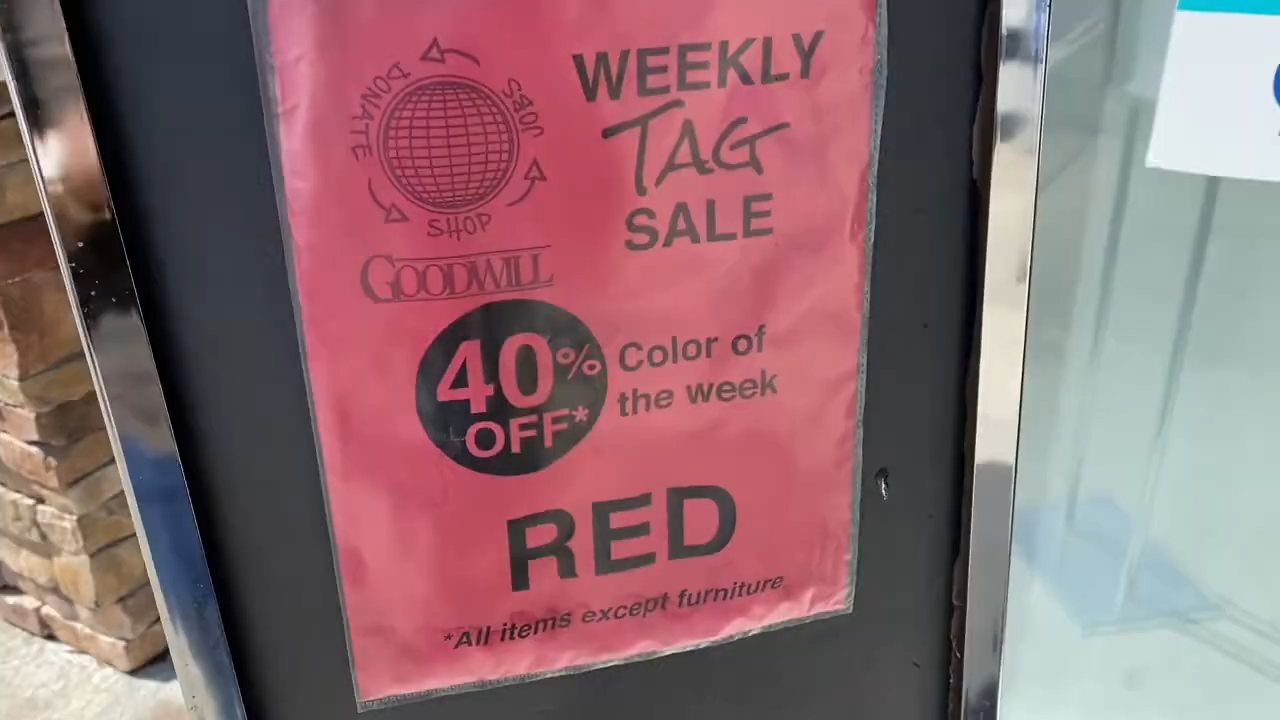 WEEKLY
TAG
SALE
DONATE
JOBS
SHOP
GOODWILL
40%
OFF*
Color of
the week
RED
*All items except furniture